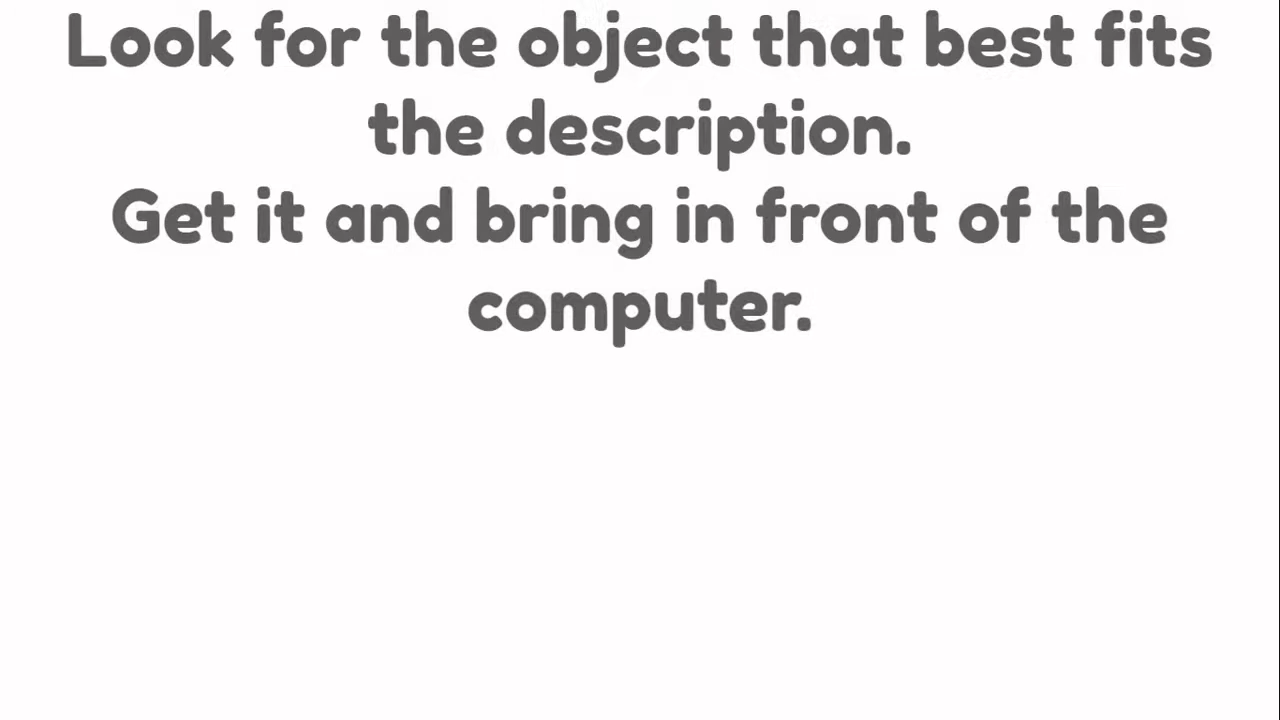 Look for the object that best fits
the description.
Get it and bring in front of the
computer.